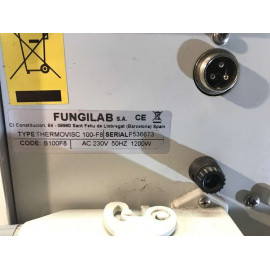 FUNGILAB S.A. CE
C/ Constitución, 64 - 08980 Sant Feliu de Llobregat (Barcelona) Spain
TYPE: THERMOVISC 100-F8 SERIAL F536673
CODE: B100F8 AC 230V 50HZ 1200W